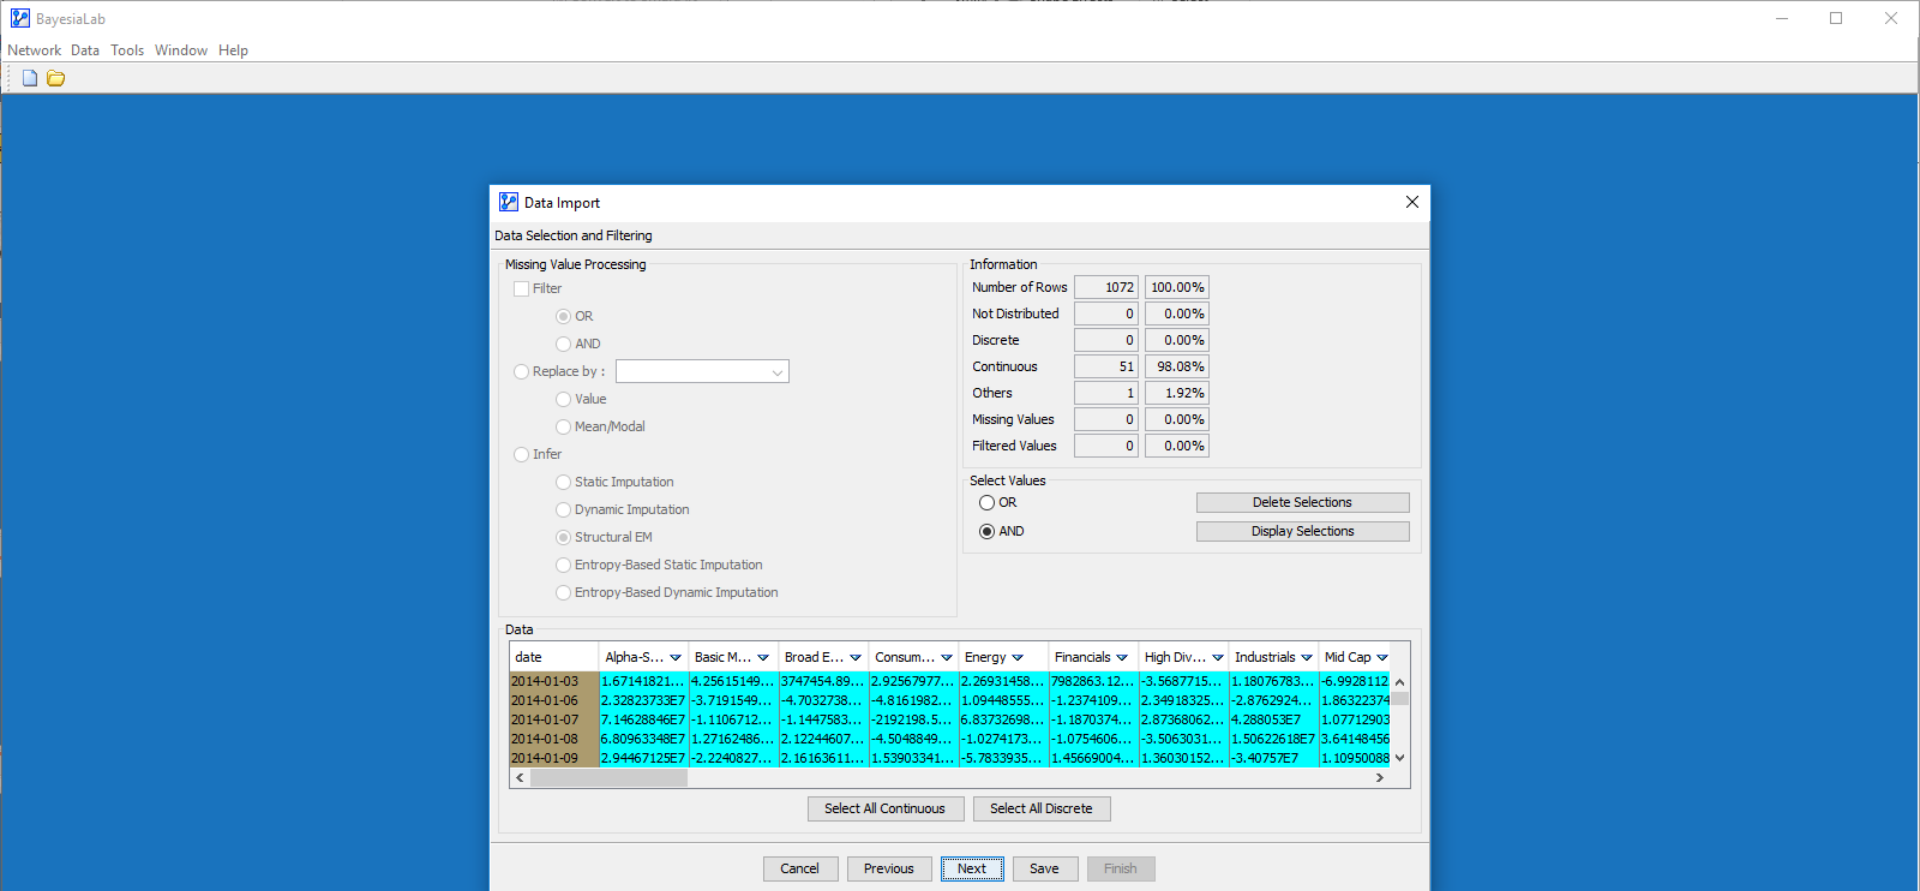 BayesiaLab
Network Data Tools Window Help
Data Import
Data Selection and Filtering
Missing Value Processing
Filter
OR
AND
Replace by :
Value
Mean/Modal
Infer
Static Imputation
Dynamic Imputation
Structural EM
Entropy-Based Static Imputation
Entropy-Based Dynamic Imputation
Information
Number of Rows 1072 100.00%
Not Distributed 0 0.00%
Discrete 0 0.00%
Continuous 51 98.08%
Others 1 1.92%
Missing Values 0 0.00%
Filtered Values 0 0.00%
Select Values
OR Delete Selections
AND Display Selections
Data
date Alpha-S... Basic M... Broad E... Consum... Energy Financials High Div... Industrials Mid Cap
2014-01-03 1.67141821... 4.25615149... 3747454.89... 2.92567977... 2.26931458... 7982863.12... -3.5687715... 1.18076783... -6.9928112
2014-01-06 2.32823733E7 -3.7191549... -4.7032738... -4.8161982... 1.09448555... -1.2374109... 2.34918325... -2.8762924... 1.86322374
2014-01-07 7.14628846E7 -1.1106712... -1.1447583... -2192198.5... 6.83732698... -1.1870374... 2.87368062... 4.288053E7 1.07712903
2014-01-08 6.80963348E7 1.27162486... 2.12244607... -4.5048849... -1.0274173... -1.0754606... -3.5063031... 1.50622618E7 3.64148456
2014-01-09 2.94467125E7 -2.2240827... 2.16163611... 1.53903341... -5.7833935... 1.45669004... 1.36030152... -3.40757E7 1.10950088
Select All Continuous Select All Discrete
Cancel Previous Next Save Finish